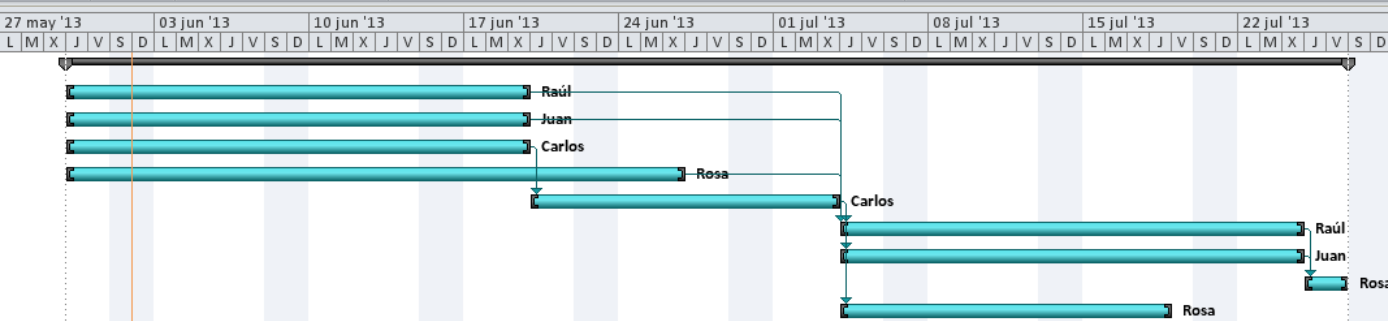 27 may '13 03 jun '13 10 jun '13 17 jun '13 24 jun '13 01 jul '13 08 jul '13 15 jul '13 22 jul '13
L M X J V S D L M X J V S D L M X J V S D L M X J V S D L M X J V S D L M X J V S D L M X J V S D L M X J V S D L M X J V S D
Raúl
Juan
Carlos
Rosa
Carlos
Raúl
Juan
Rosa
Rosa